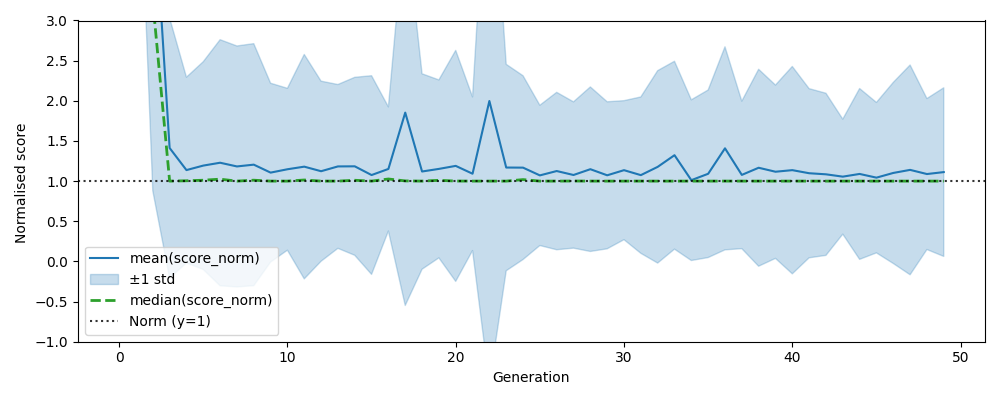 3.0
2.5
2.0
1.5
1.0
0.5
0.0
−0.5
−1.0
Normalised score
mean(score_norm)
±1 std
median(score_norm)
Norm (y=1)
0 10 20 30 40 50
Generation